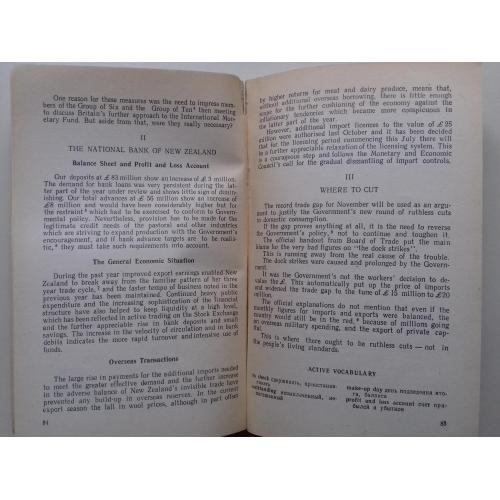 One reason for these measures was the need to impress mem-
bers of the Group of Six and the Group of Ten⁴ then meeting
to discuss Britain's further approach to the International Mone-
tary Fund. But aside from that, were they really necessary?
II
THE NATIONAL BANK OF NEW ZEALAND
Balance Sheet and Profit and Loss Account
Our deposits at £ 83 million show an increase of £ 3 million.
The demand for bank loans was very persistent during the lat-
ter part of the year under review and shows little sign of dimin-
ishing. Our total advances at £ 56 million show an increase of
£8 million and would have been considerably higher but for
the restraint⁵ which has been exercised to conform to Govern-
mental policy. Nevertheless, provision has to be made for the
legitimate credit needs of the pastoral and other industries
which are striving to expand production with the Government's
encouragement, and if bank advance targets are to be realis-
tic, they must take such requirements into account.
The General Economic Situation
During the past year improved export earnings enabled New
Zealand to break away from the familiar pattern of her three
year trade cycle, and the faster tempo of business noted in the
previous year has been maintained. Continued heavy public
expenditure and the increasing sophistication of the financial
structure have also helped to keep liquidity at a high level,
which has been reflected in active trading on the Stock Exchange
and further appreciable rise in bank deposits and bank
savings. The increase in the velocity of circulation and in bank
debits indicates the more rapid turnover and intensive use of
funds.
Overseas Transactions
The large rise in payments for the additional imports needed
to meet the greater effective demand and the further increase
in the adverse balance of New Zealand's invisible trade have
prevented any build-up in overseas reserves. In the current
export season the fall in wool prices, although in part offset
84
by higher returns for meat and dairy produce, means that,
without additional overseas borrowing, there is little enough
scope for the further cushioning of the economy against the
inflationary tendencies which became more conspicuous in
the latter part of the year.
However, additional import licences to the value of £ 25
million were authorised last October and it has been decided
that for the licensing period commencing this July there will
be a further appreciable relaxation of the licensing system. This
is a courageous step and follows the Monetary and Economic
Council's call for the gradual dismantling of import controls.
III
WHERE TO CUT
The record trade gap for November will be used as an argu-
ment to justify the Government's new round of ruthless cuts
to domestic demand.
If the gap proves anything at all, it is the need to reverse
the Government's policy, not to continue and toughen it.
The official handout from Board of Trade put the main
blame for the very bad figures on "the dock strikes".
This is running away from the real cause of the trouble.
The dock strikes were caused and prolonged by the Govern-
ment.
It was the Government's not the workers' decision to de-
value the £. This automatically put up the price of imports
and widened the trade gap to the extent of £ 15 million to £20
million.
The official explanations do not mention that even if the
monthly figures for imports and exports were balanced, the
country would still be in the red, because of millions going
on overseas military spending, and the export of private cap-
ital.
This is where there ought to be ruthless cuts — not in
the people's living standards.
ACTIVE VOCABULARY
to check сдерживать,
outstanding
make-up day день подведения ито-
га, баланса
profit and loss account счет при-
былей и убытков
85